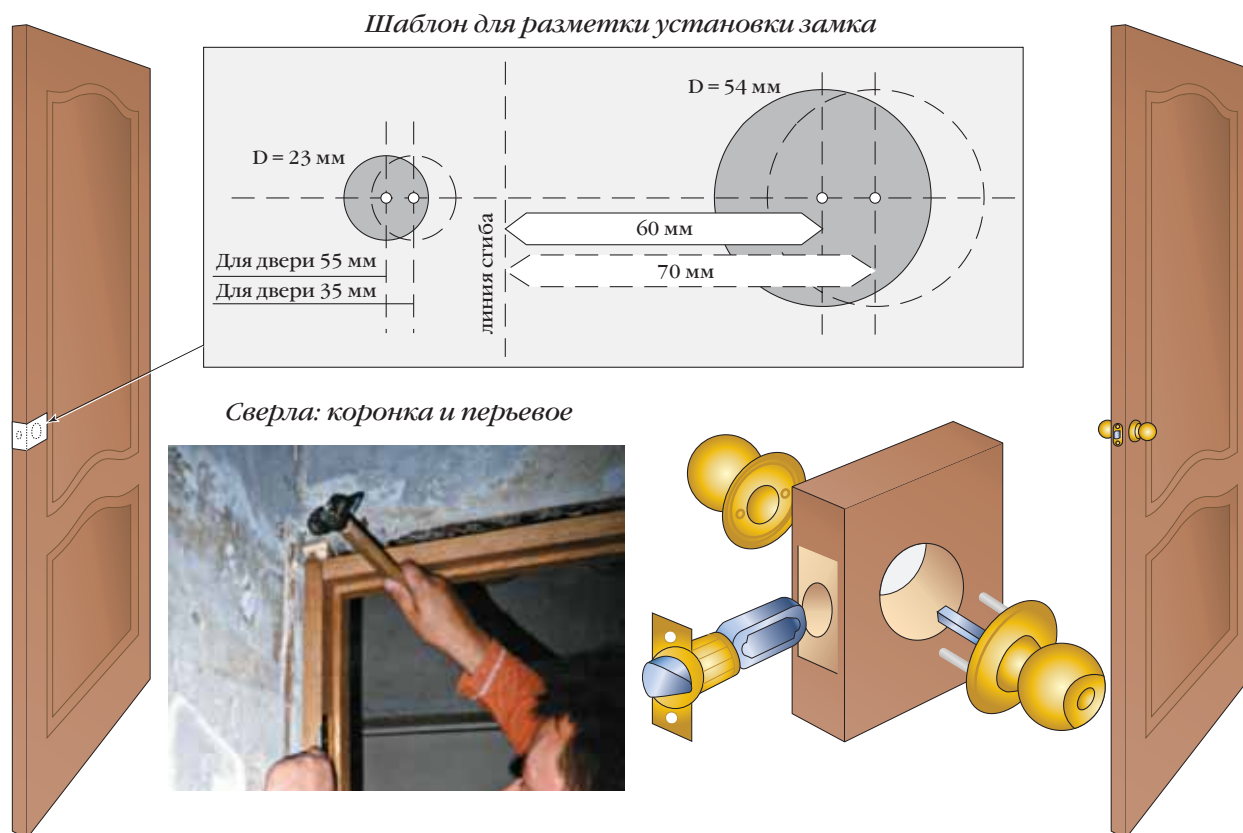 Шаблон для разметки установки замка
D = 54 мм
D = 23 мм
60 мм
Для двери 55 мм
70 мм
Для двери 35 мм
линия сгиба
Сверла: коронка и перьевое